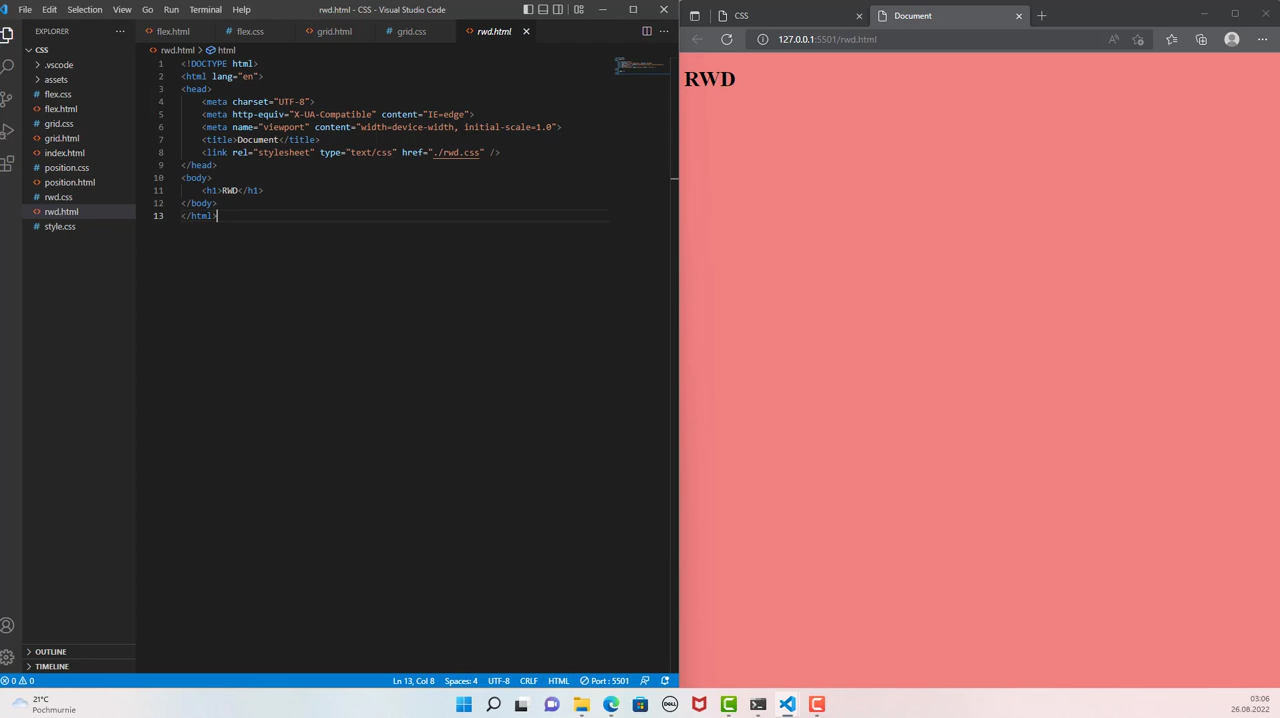 File Edit Selection View Go Run Terminal Help
rwd.html - CSS - Visual Studio Code
EXPLORER
CSS
.vscode
assets
flex.css
flex.html
grid.css
grid.html
index.html
position.css
position.html
rwd.css
rwd.html
style.css
OUTLINE
TIMELINE
flex.html flex.css grid.html grid.css rwd.html
rwd.html > html
1 <!DOCTYPE html>
2 <html lang="en">
3 <head>
4 <meta charset="UTF-8">
5 <meta http-equiv="X-UA-Compatible" content="IE=edge">
6 <meta name="viewport" content="width=device-width, initial-scale=1.0">
7 <title>Document</title>
8 <link rel="stylesheet" type="text/css" href="./rwd.css" />
9 </head>
10 <body>
11 <h1>RWD</h1>
12 </body>
13 </html>
0 0 Ln 13, Col 8 Spaces: 4 UTF-8 CRLF HTML Port : 5501
CSS Document
127.0.0.1:5501/rwd.html
RWD
21°C
Pochmurnie
DELL
03:06
26.08.2022